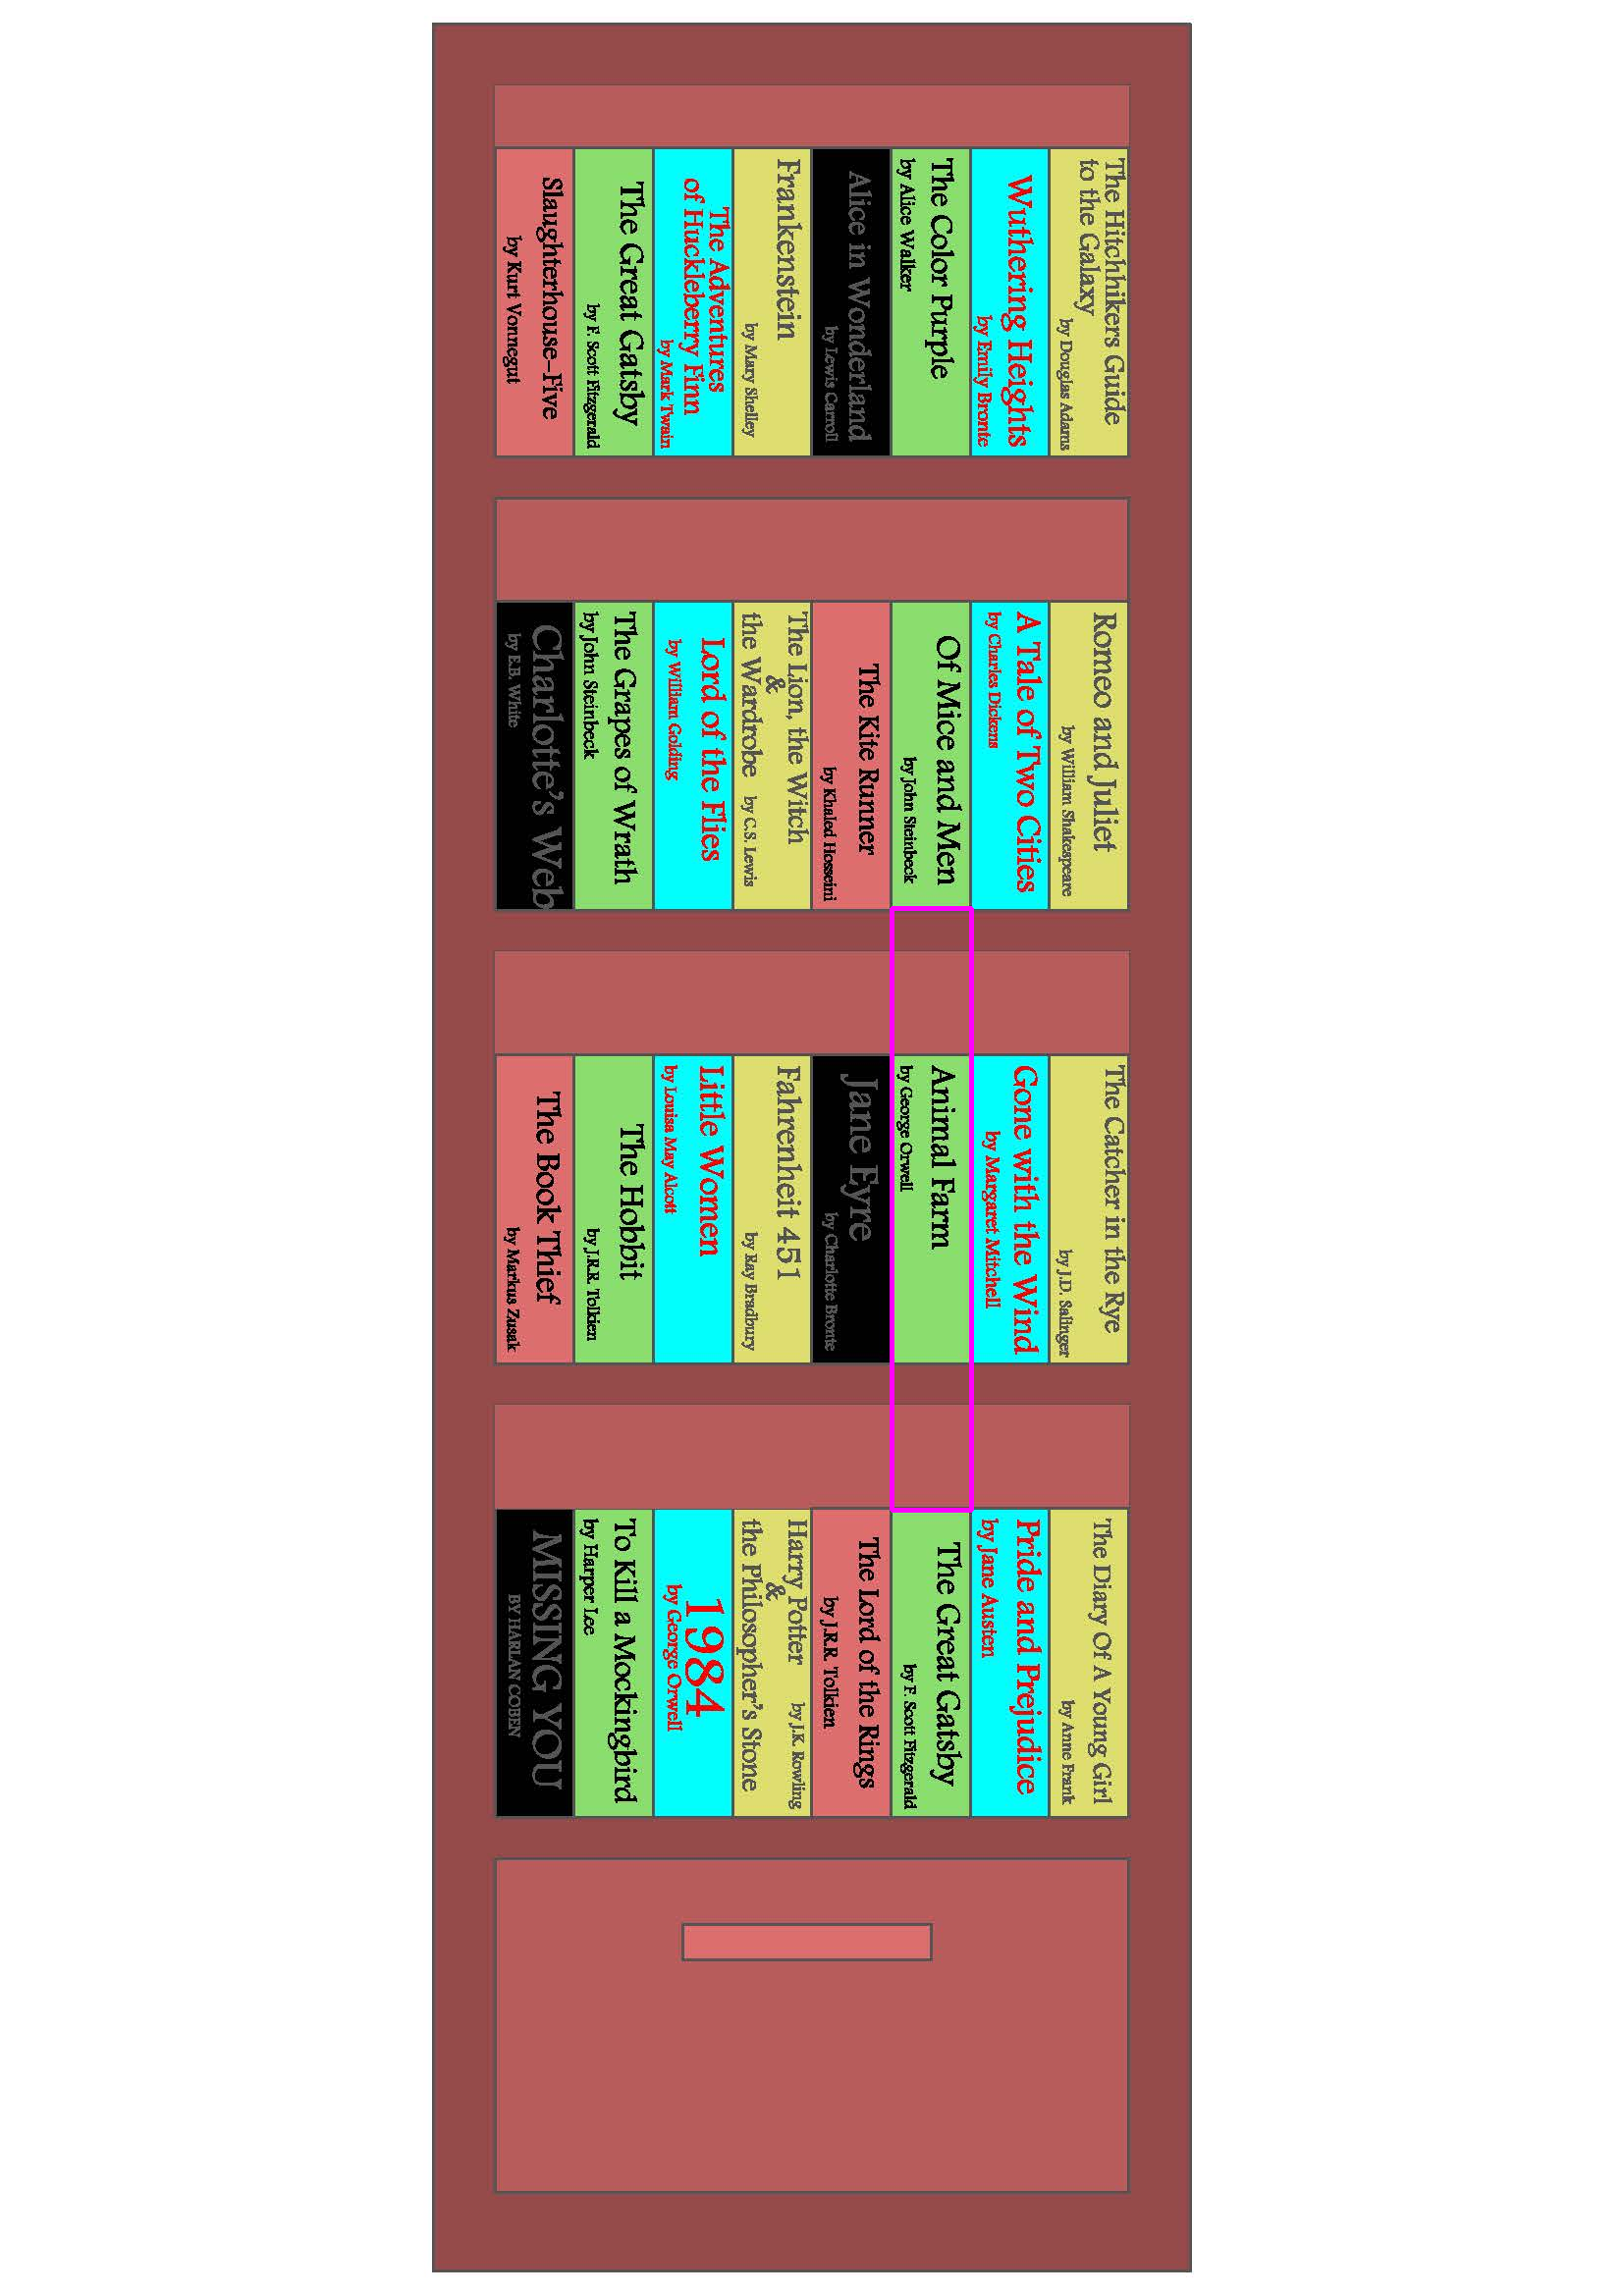 Slaughterhouse-Five
by Kurt Vonnegut
The Great Gatsby
by F. Scott Fitzgerald
The Adventures
of Huckleberry Finn
by Mark Twain
Frankenstein
by Mary Shelley
Alice in Wonderland
by Lewis Carroll
The Color Purple
by Alice Walker
Wuthering Heights
by Emily Bronte
The Hitchhikers Guide
to the Galaxy
by Douglas Adams
Charlotte's Web
by E.B. White
The Grapes of Wrath
by John Steinbeck
Lord of the Flies
by William Golding
The Lion, the Witch
&
the Wardrobe by C.S. Lewis
The Kite Runner
by Khaled Hosseini
Of Mice and Men
by John Steinbeck
A Tale of Two Cities
by Charles Dickens
Romeo and Juliet
by William Shakespeare
The Book Thief
by Markus Zusak
The Hobbit
by J.R.R. Tolkien
Little Women
by Louisa May Alcott
Fahrenheit 451
by Ray Bradbury
Jane Eyre
by Charlotte Bronte
Animal Farm
by George Orwell
Gone with the Wind
by Margaret Mitchell
The Catcher in the Rye
by J.D. Salinger
MISSING YOU
BY HARLAN COBEN
To Kill a Mockingbird
by Harper Lee
1984
by George Orwell
Harry Potter by J.K. Rowling
&
the Philosopher's Stone
The Lord of the Rings
by J.R.R. Tolkien
The Great Gatsby
by F. Scott Fitzgerald
Pride and Prejudice
by Jane Austen
The Diary Of A Young Girl
by Anne Frank